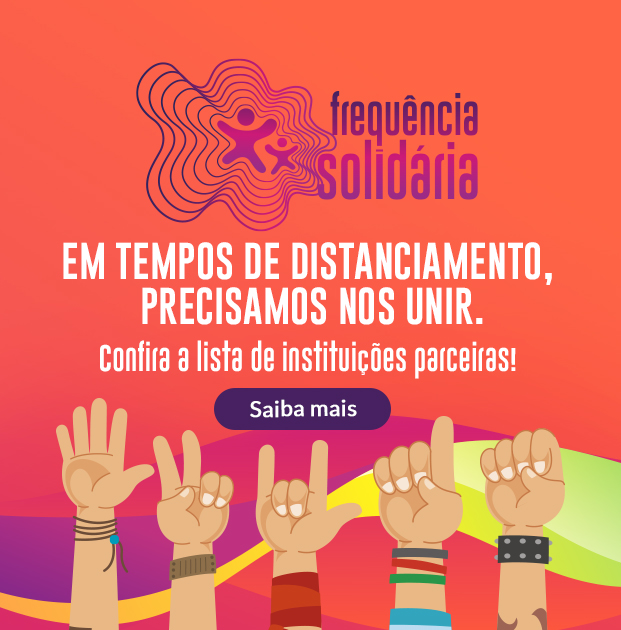 frequência
solidária
EM TEMPOS DE DISTANCIAMENTO,
PRECISAMOS NOS UNIR.
Confira a lista de instituições parceiras!
Saiba mais